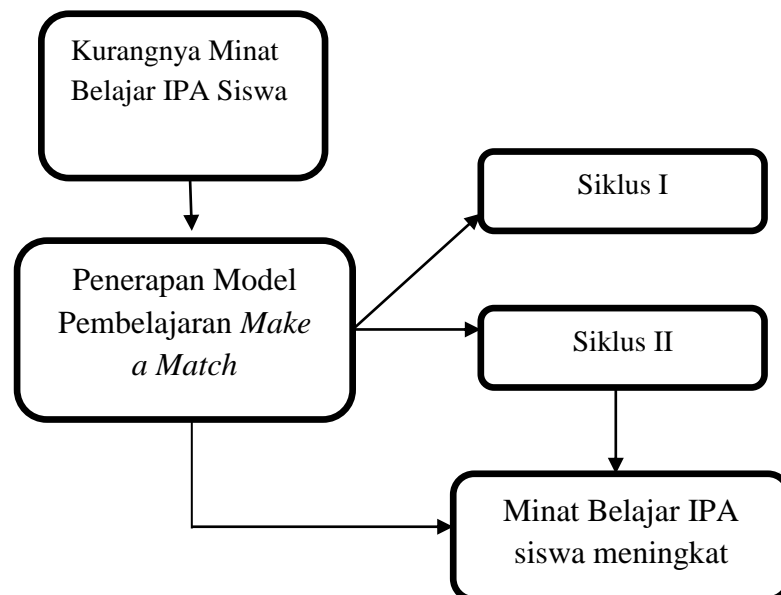 Kurangnya Minat
Belajar IPA Siswa
Siklus I
Penerapan Model
Pembelajaran Make
a Match
Siklus II
Minat Belajar IPA
siswa meningkat